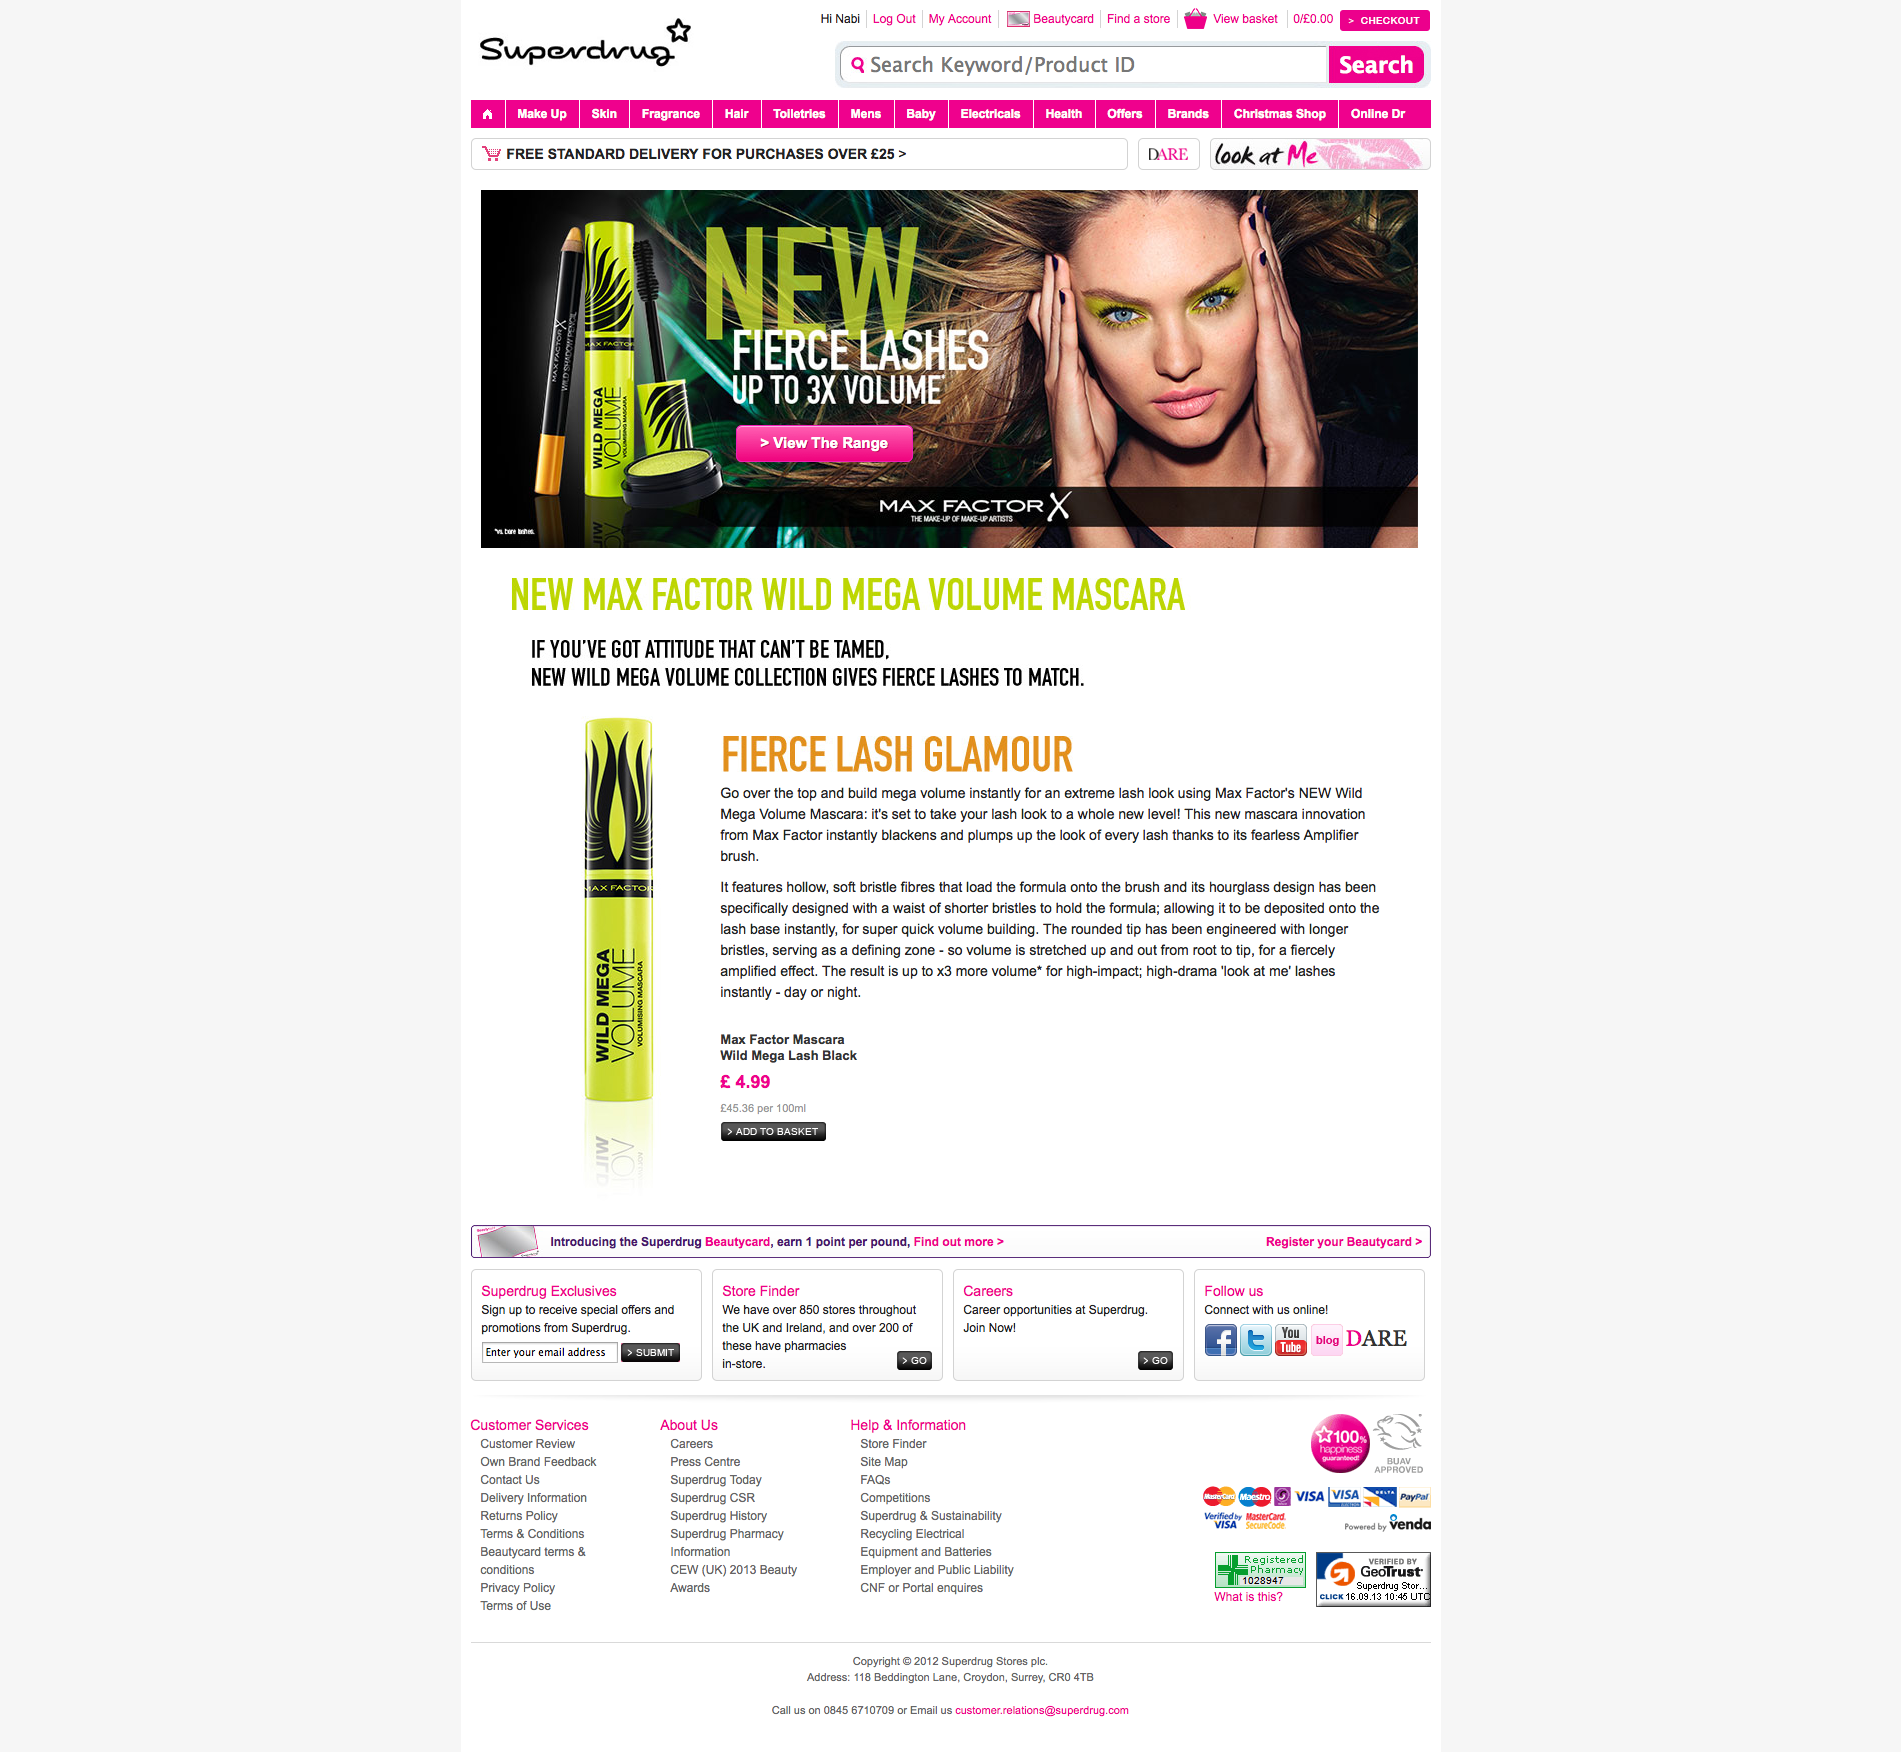 Superdrug
Hi Nabi
Log Out
My Account
Beautycard
Find a store
View basket
0/£0.00
> CHECKOUT
Search Keyword/Product ID
Search
Make Up
Skin
Fragrance
Hair
Toiletries
Mens
Baby
Electricals
Health
Offers
Brands
Christmas Shop
Online Dr
FREE STANDARD DELIVERY FOR PURCHASES OVER £25 >
DARE
look at Me
NEW
FIERCE LASHES
UP TO 3X VOLUME*
> View The Range
MAX FACTOR X
WILD SHADOW PENCIL
MAX FACTOR
WILD MEGA
VOLUME
VOLUMISING MASCARA
MAX FACTOR X
THE MAKE-UP OF MAKE-UP ARTISTS
*vs. bare lashes.
NEW MAX FACTOR WILD MEGA VOLUME MASCARA
IF YOU'VE GOT ATTITUDE THAT CAN'T BE TAMED,
NEW WILD MEGA VOLUME COLLECTION GIVES FIERCE LASHES TO MATCH.
MAX FACTOR
WILD MEGA
VOLUME
VOLUMISING MASCARA
FIERCE LASH GLAMOUR
Go over the top and build mega volume instantly for an extreme lash look using Max Factor's NEW Wild
Mega Volume Mascara: it's set to take your lash look to a whole new level! This new mascara innovation
from Max Factor instantly blackens and plumps up the look of every lash thanks to its fearless Amplifier
brush.
It features hollow, soft bristle fibres that load the formula onto the brush and its hourglass design has been
specifically designed with a waist of shorter bristles to hold the formula; allowing it to be deposited onto the
lash base instantly, for super quick volume building. The rounded tip has been engineered with longer
bristles, serving as a defining zone - so volume is stretched up and out from root to tip, for a fiercely
amplified effect. The result is up to x3 more volume* for high-impact; high-drama 'look at me' lashes
instantly - day or night.
Max Factor Mascara
Wild Mega Lash Black
£ 4.99
£45.36 per 100ml
> ADD TO BASKET
Introducing the Superdrug Beautycard, earn 1 point per pound, Find out more >
Register your Beautycard >
Superdrug Exclusives
Sign up to receive special offers and
promotions from Superdrug.
Enter your email address
> SUBMIT
Store Finder
We have over 850 stores throughout
the UK and Ireland, and over 200 of
these have pharmacies
in-store.
> GO
Careers
Career opportunities at Superdrug.
Join Now!
> GO
Follow us
Connect with us online!
You
Tube
blog
DARE
Customer Services
Customer Review
Own Brand Feedback
Contact Us
Delivery Information
Returns Policy
Terms & Conditions
Beautycard terms &
conditions
Privacy Policy
Terms of Use
About Us
Careers
Press Centre
Superdrug Today
Superdrug CSR
Superdrug History
Superdrug Pharmacy
Information
CEW (UK) 2013 Beauty
Awards
Help & Information
Store Finder
Site Map
FAQs
Competitions
Superdrug & Sustainability
Recycling Electrical
Equipment and Batteries
Employer and Public Liability
CNF or Portal enquires
100%
happiness
guaranteed!
BUAV
APPROVED
MasterCard
Maestro
VISA
VISA
ELECTRON
DELTA
PayPal
Verified by
VISA
MasterCard.
SecureCode.
Powered by venda
Registered
Pharmacy
1028947
What is this?
VERIFIED BY
GeoTrust
Superdrug Stor...
CLICK 16.09.13 10:45 UTC
Copyright © 2012 Superdrug Stores plc.
Address: 118 Beddington Lane, Croydon, Surrey, CR0 4TB
Call us on 0845 6710709 or Email us customer.relations@superdrug.com